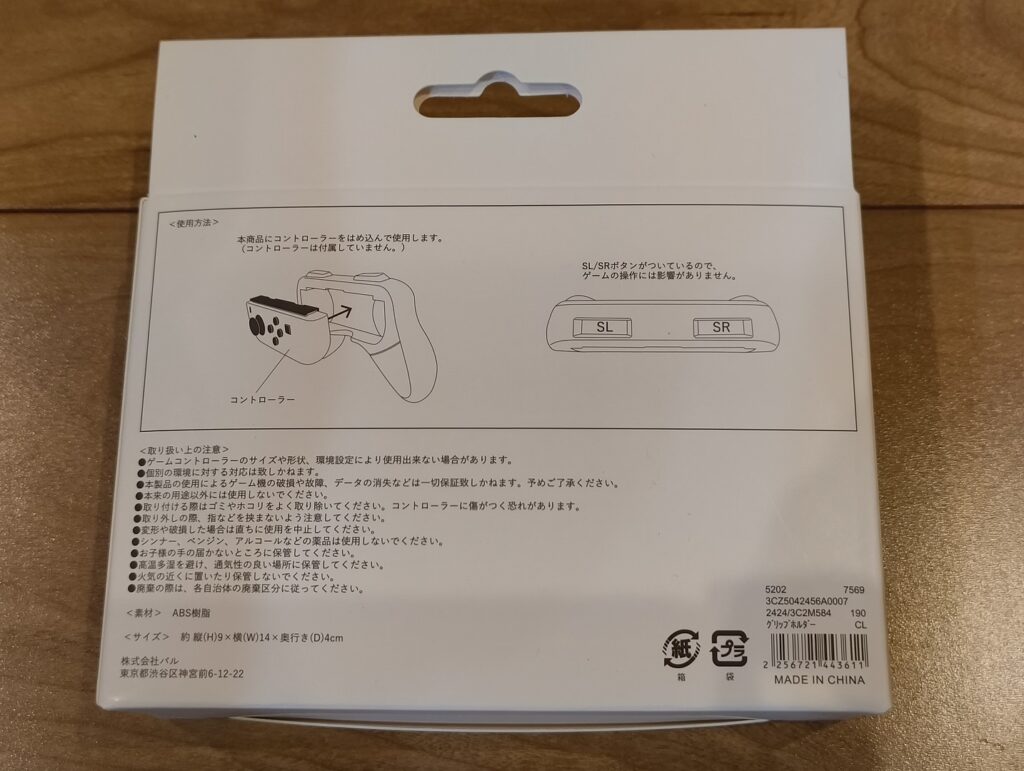 ＜使用方法＞
本商品にコントローラーをはめ込んで使用します。
（コントローラーは付属していません。）
コントローラー
SL/SRボタンがついているので、
ゲームの操作には影響がありません。
SL
SR
＜取り扱い上の注意＞
●ゲームコントローラーのサイズや形状、環境設定により使用出来ない場合があります。
●個別の環境に対する対応は致しかねます。
●本製品の使用によるゲーム機の破損や故障、データの消失などは一切保証致しかねます。予めご了承ください。
●本来の用途以外には使用しないでください。
●取り付ける際はゴミやホコリをよく取り除いてください。コントローラーに傷がつく恐れがあります。
●取り外しの際、指などを挟まないよう注意してください。
●変形や破損した場合は直ちに使用を中止してください。
●シンナー、ベンジン、アルコールなどの薬品は使用しないでください。
●お子様の手の届かないところに保管してください。
●高温多湿を避け、通気性の良い場所に保管してください。
●火気の近くに置いたり保管しないでください。
●廃棄の際は、各自治体の廃棄区分に従ってください。
＜素材＞ ABS樹脂
＜サイズ＞ 約 縦(H)9×横(W)14×奥行き(D)4cm
株式会社パル
東京都渋谷区神宮前6-12-22
紙
箱
プラ
袋
5202 7569
3CZ5042456A0007
2424/3C2M584 190
ｸﾞﾘｯﾌﾟﾎﾙﾀﾞｰ CL
2 256721 443611
MADE IN CHINA